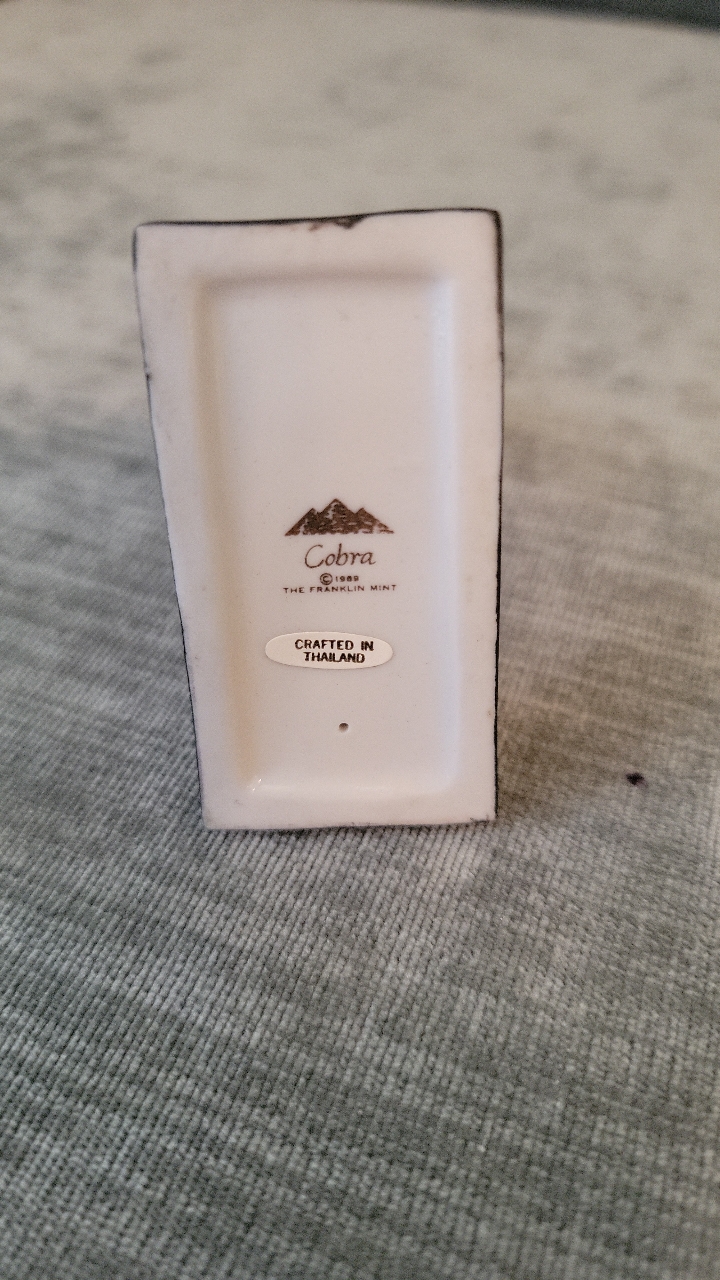 Cobra
©1989
THE FRANKLIN MINT
CRAFTED IN
THAILAND